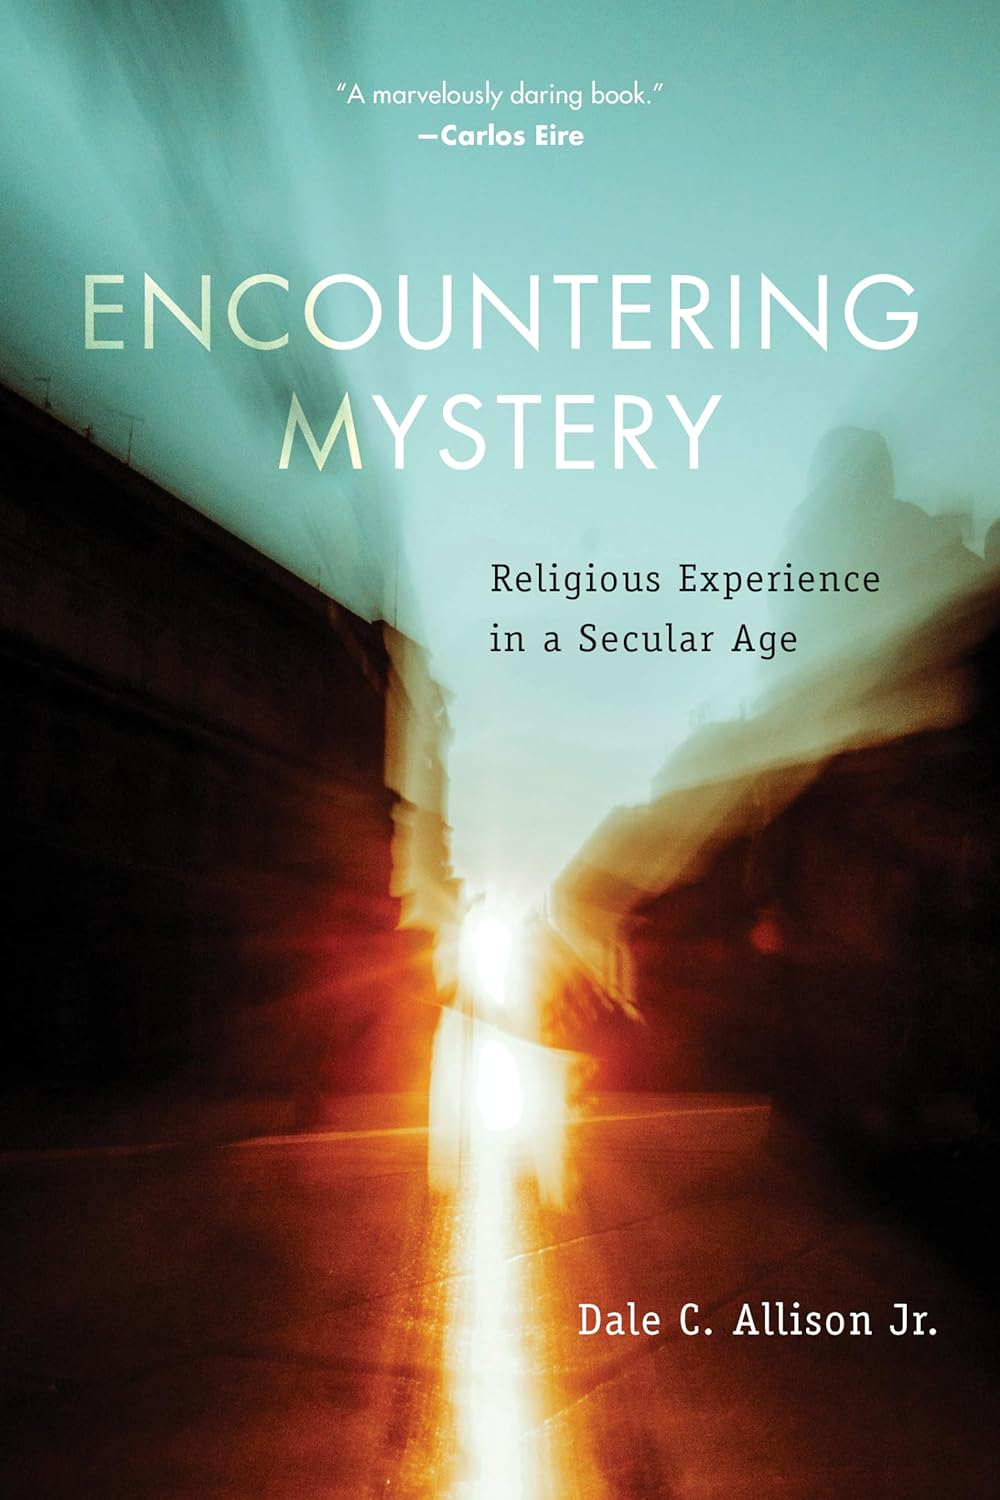 “A marvelously daring book.”
—Carlos Eire
ENCOUNTERING
MYSTERY
Religious Experience
in a Secular Age
Dale C. Allison Jr.